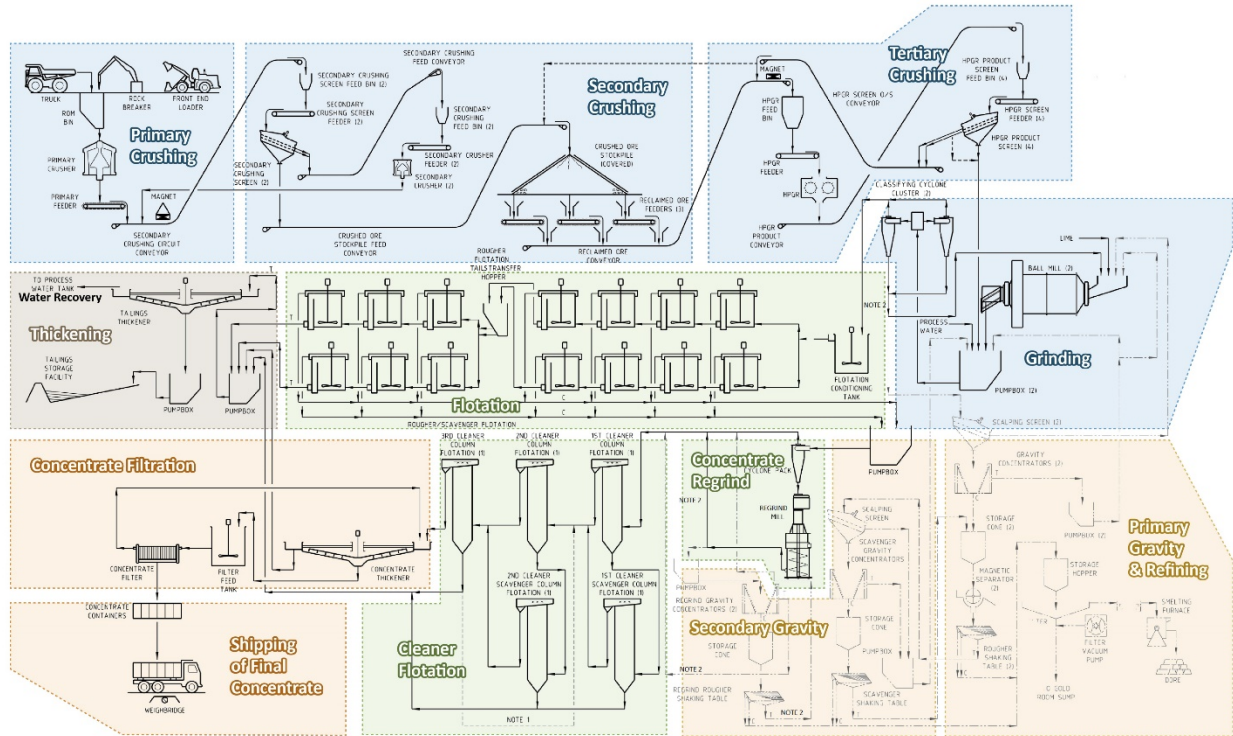 TRUCK
ROCK
BREAKER
FRONT END
LOADER
ROM
BIN
Primary
Crushing
PRIMARY
CRUSHER
PRIMARY
FEEDER
MAGNET
SECONDARY
CRUSHING CIRCUIT
CONVEYOR
SECONDARY
CRUSHING SCREEN
FEED BIN (2)
SECONDARY
CRUSHING SCREEN
FEEDER (2)
SECONDARY
CRUSHING
SCREEN (2)
SECONDARY CRUSHING
FEED CONVEYOR
SECONDARY
CRUSHING
FEED BIN (2)
SECONDARY CRUSHER
FEEDER (2)
SECONDARY
CRUSHER (2)
CRUSHED ORE
STOCKPILE FEED
CONVEYOR
Secondary
Crushing
CRUSHED ORE
STOCKPILE
(COVERED)
RECLAIMED ORE
FEEDERS (3)
RECLAIMED ORE
CONVEYOR
MAGNET
HPGR
FEED
BIN
HPGR
FEEDER
HPGR
HPGR
PRODUCT
CONVEYOR
HPGR SCREEN O/S
CONVEYOR
Tertiary
Crushing
HPGR PRODUCT
SCREEN
FEED BIN (4)
HPGR SCREEN
FEEDER (4)
HPGR PRODUCT
SCREEN (4)
CLASSIFYING CYCLONE
CLUSTER (2)
LIME
BALL MILL (2)
NOTE 2
PROCESS
WATER
Grinding
PUMPBOX (2)
TO PROCESS
WATER TANK
Water Recovery
TAILINGS
THICKENER
Thickening
TAILINGS
STORAGE
FACILITY
PUMPBOX
PUMPBOX
T
T
T
ROUGHER
FLOTATION
TAILS TRANSFER
HOPPER
FLOTATION
CONDITIONING
TANK
Flotation
C
C
ROUGHER/SCAVENGER FLOTATION
Concentrate Filtration
CONCENTRATE
FILTER
FILTER
FEED
TANK
CONCENTRATE
THICKENER
CONCENTRATE
CONTAINERS
Shipping
of Final
Concentrate
WEIGHBRIDGE
3RD CLEANER
COLUMN
FLOTATION (1)
2ND CLEANER
COLUMN
FLOTATION (1)
1ST CLEANER
COLUMN
FLOTATION (1)
2ND CLEANER
SCAVENGER COLUMN
FLOTATION (1)
1ST CLEANER
SCAVENGER COLUMN
FLOTATION (1)
Cleaner
Flotation
NOTE 1
Concentrate
Regrind
CYCLONE PACK
NOTE 2
REGRIND
MILL
PUMPBOX
SCALPING
SCREEN
SCAVENGER
GRAVITY
CONCENTRATORS
PUMPBOX
REGRIND GRAVITY
CONCENTRATORS (2)
Secondary Gravity
STORAGE
CONE
STORAGE
CONE
PUMPBOX
NOTE 2
REGRIND ROUGHER
SHAKING TABLE
NOTE 2
SCAVENGER
SHAKING TABLE
SCALPING SCREEN (2)
GRAVITY
CONCENTRATORS (2)
STORAGE
CONE (2)
PUMPBOX (2)
MAGNETIC
SEPARATOR
(2)
ROUGHER
SHAKING
TABLE (2)
STORAGE
HOPPER
Primary
Gravity
& Refining
FILTER
VACUUM
PUMP
SMELTING
FURNACE
DORE
GOLD
ROOM SUMP